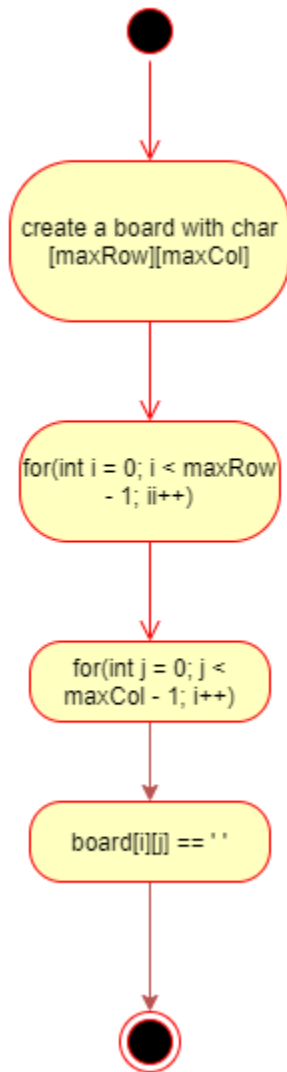 create a board with char
[maxRow][maxCol]
for(int i = 0; i < maxRow
- 1; ii++)
for(int j = 0; j <
maxCol - 1; i++)
board[i][j] == ' '